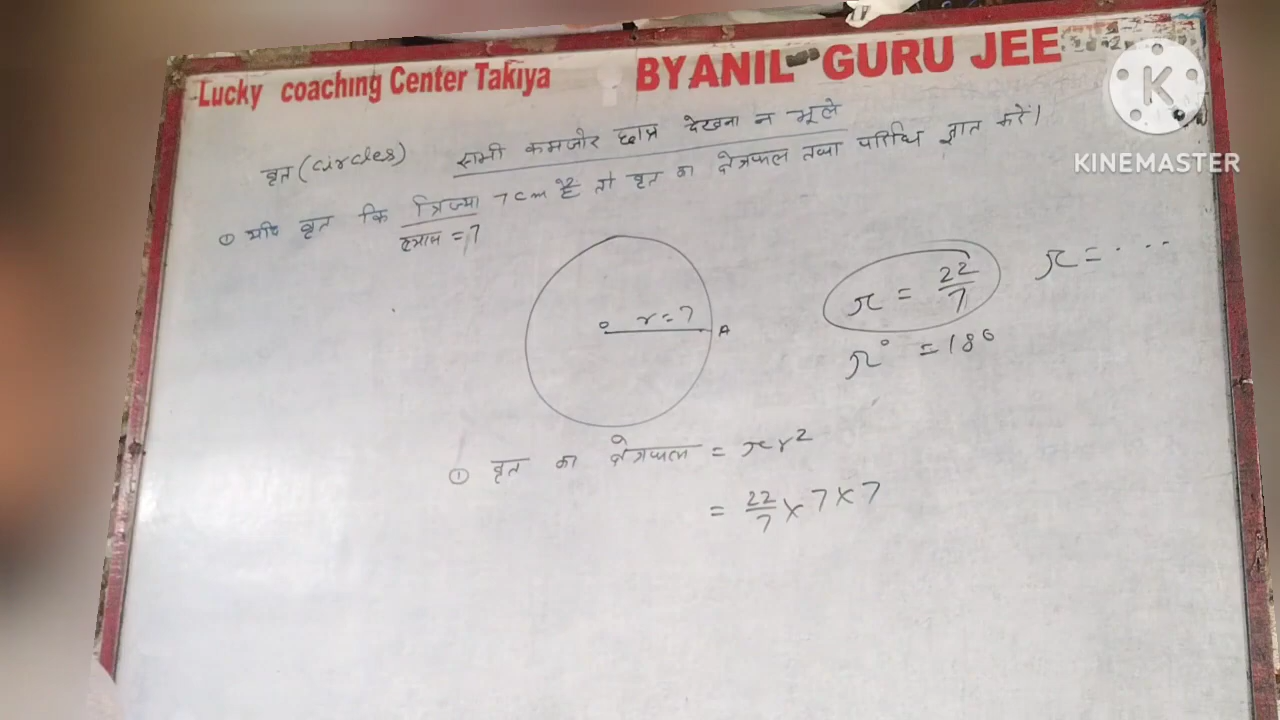 Lucky coaching Center Takiya BYANIL GURU JEE
KINEMASTER
वृत (circles) सभी कमजोर छात्र देखना न भूले
① यदि वृत कि त्रिज्या 7cm है तो वृत का क्षेत्रफल तथा परिधि ज्ञात करें।
= 7
r = 7
O A
π = 22/7 π = ...
π° = 180
① वृत का क्षेत्रफल = πr²
= 22/7 × 7 × 7